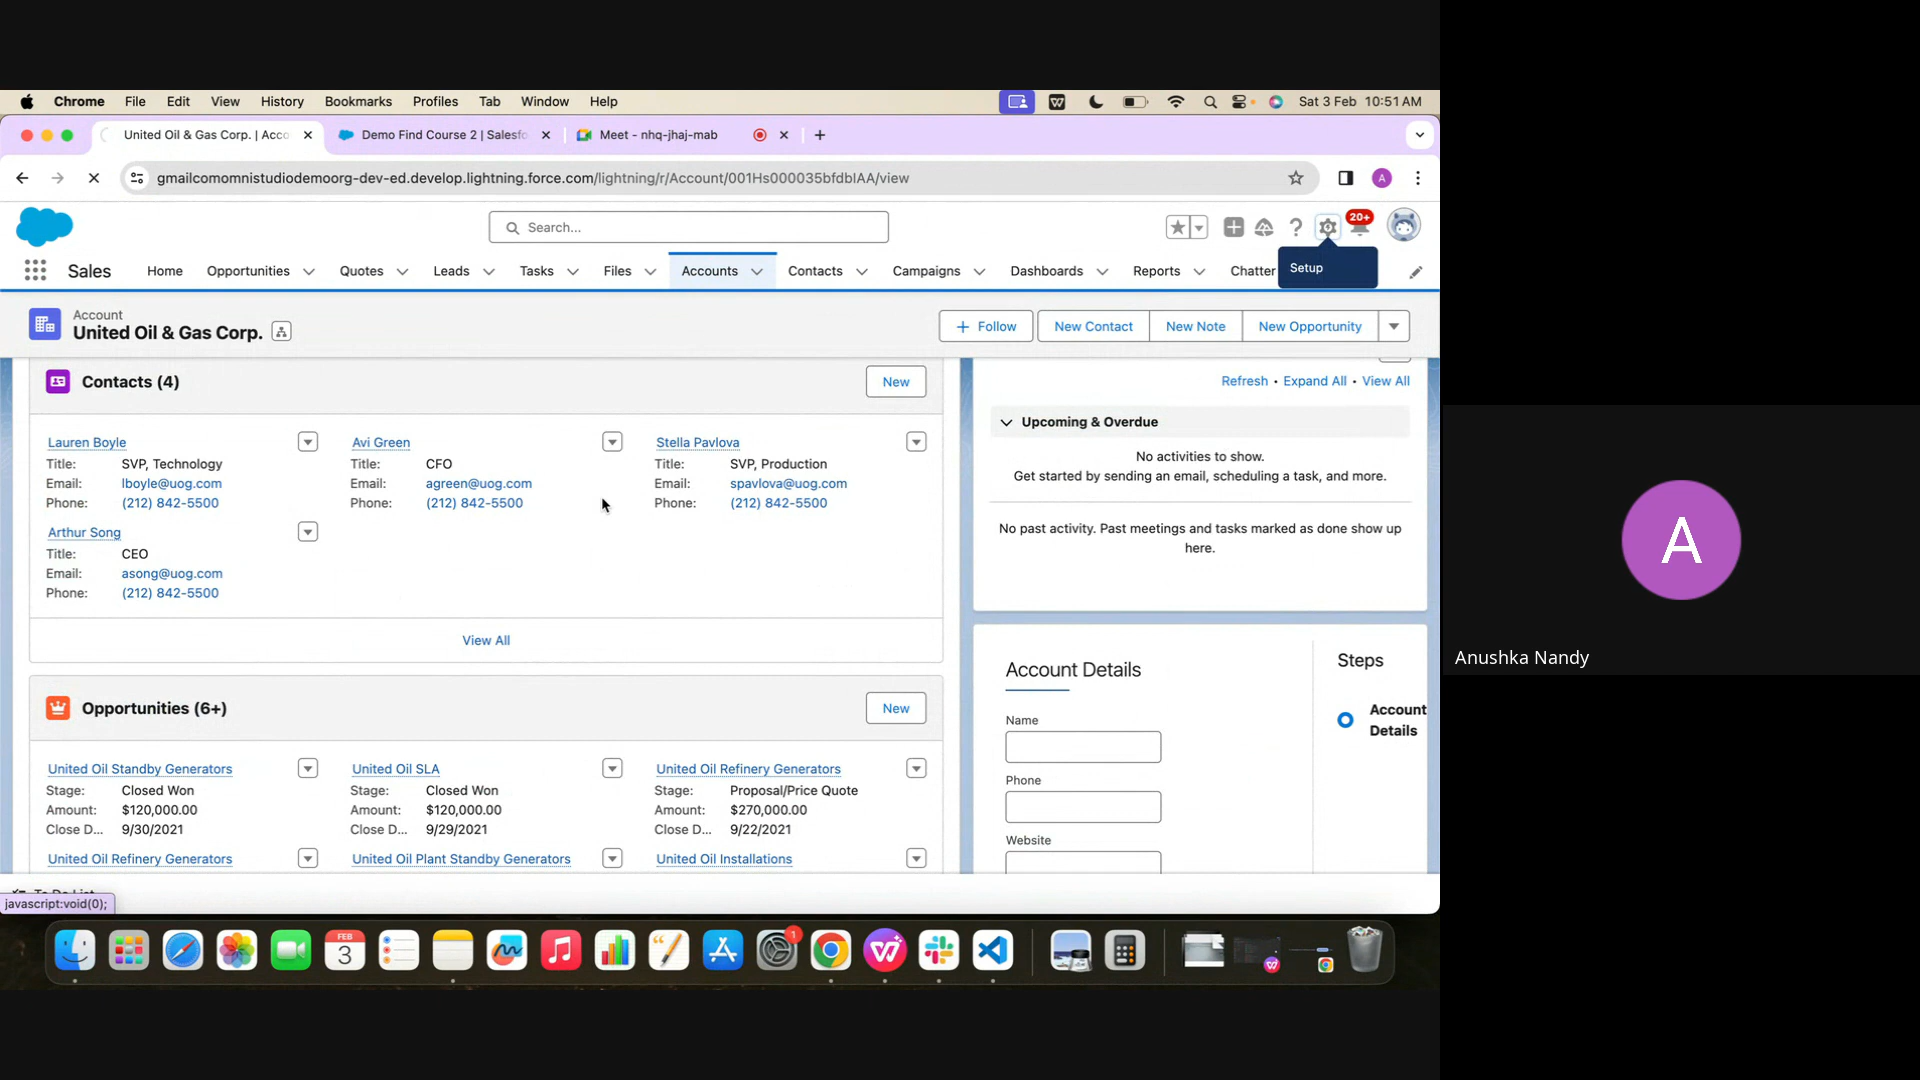 Chrome File Edit View History Bookmarks Profiles Tab Window Help Sat 3 Feb 10:51 AM
United Oil & Gas Corp. | Acco Demo Find Course 2 | Salesfo Meet - nhq-jhaj-mab
gmailcomomnistudiodemoorg-dev-ed.develop.lightning.force.com/lightning/r/Account/001Hs000035bfdbIAA/view A
Search... 20+
Sales Home Opportunities Quotes Leads Tasks Files Accounts Contacts Campaigns Dashboards Reports Chatter Setup
Account
United Oil & Gas Corp.
Follow New Contact New Note New Opportunity
Contacts (4) New
Lauren Boyle
Title: SVP, Technology
Email: lboyle@uog.com
Phone: (212) 842-5500
Avi Green
Title: CFO
Email: agreen@uog.com
Phone: (212) 842-5500
Stella Pavlova
Title: SVP, Production
Email: spavlova@uog.com
Phone: (212) 842-5500
Arthur Song
Title: CEO
Email: asong@uog.com
Phone: (212) 842-5500
View All
Opportunities (6+) New
United Oil Standby Generators
Stage: Closed Won
Amount: $120,000.00
Close D... 9/30/2021
United Oil SLA
Stage: Closed Won
Amount: $120,000.00
Close D... 9/29/2021
United Oil Refinery Generators
Stage: Proposal/Price Quote
Amount: $270,000.00
Close D... 9/22/2021
United Oil Refinery Generators
United Oil Plant Standby Generators
United Oil Installations
Refresh • Expand All • View All
Upcoming & Overdue
No activities to show.
Get started by sending an email, scheduling a task, and more.
No past activity. Past meetings and tasks marked as done show up
here.
Account Details
Name
Phone
Website
Steps
Account
Details
To Do List
javascript:void(0);
FEB
3
1
A
Anushka Nandy